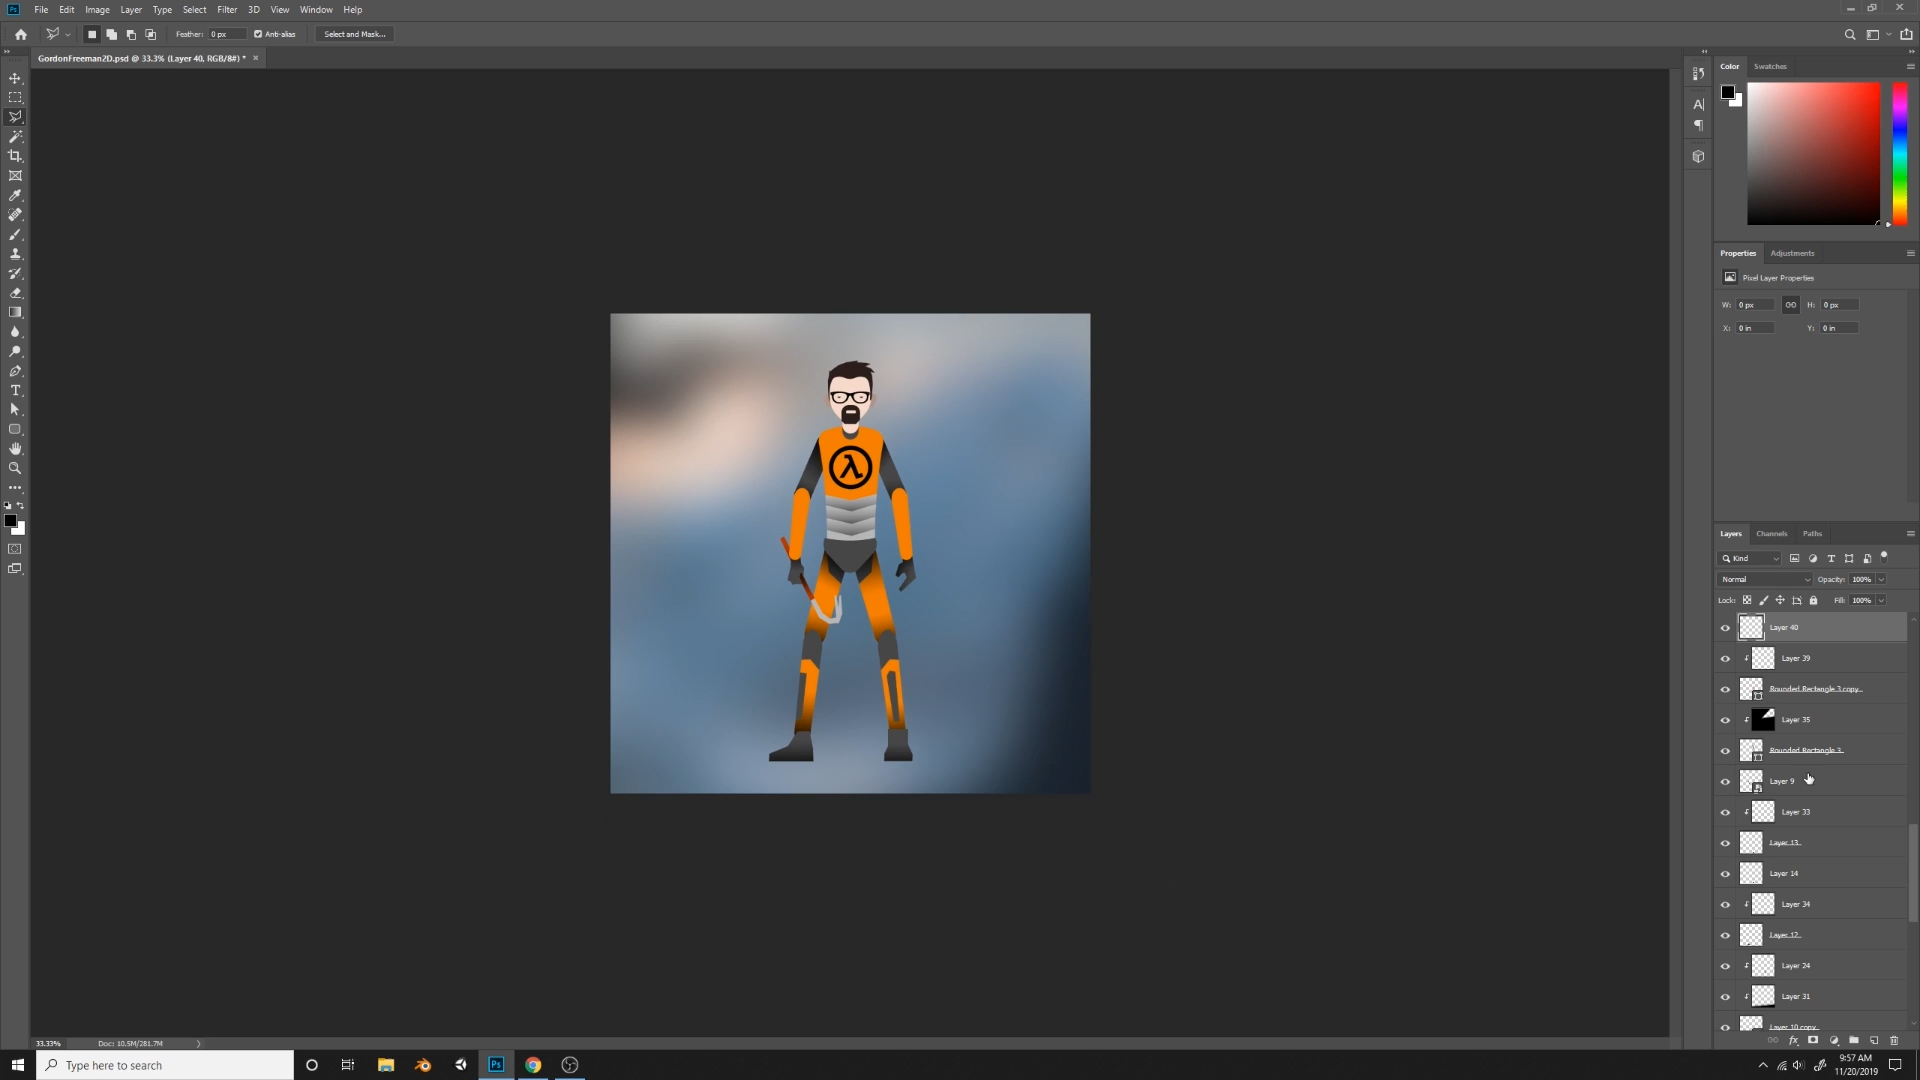 Ps File Edit Image Layer Type Select Filter 3D View Window Help
Feather: 0 px Anti-alias Select and Mask...
GordonFreeman2D.psd @ 33.3% (Layer 40, RGB/8#) * ×
Color Swatches
Properties Adjustments
Pixel Layer Properties
W: 0 px H: 0 px
X: 0 in Y: 0 in
Layers Channels Paths
Kind
Normal Opacity: 100%
Lock: Fill: 100%
Layer 40
Layer 39
Rounded Rectangle 3 copy...
Layer 35
Rounded Rectangle 3
Layer 9
Layer 33
Layer 13
Layer 14
Layer 34
Layer 12
Layer 24
Layer 31
Layer 10 copy
33.33% Doc: 10.5M/281.7M
Type here to search
Ps
9:57 AM
11/20/2019